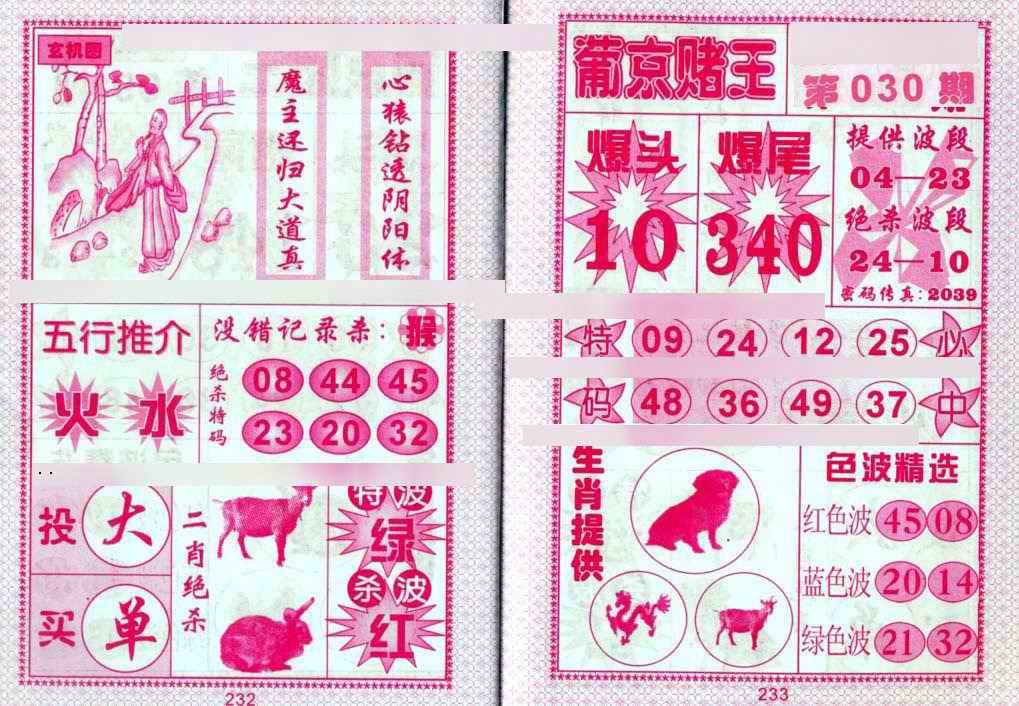 玄机图
魔主还归大道真
心猿钻透阴阳体
五行推介
火 水
没错记录杀：猴
绝杀特码
08 44 45
23 20 32
投 大
买 单
二肖绝杀
特波
绿
杀波
红
232
葡京赌王
第030期
爆头
10
爆尾
340
提供波段
04—23
绝杀波段
24—10
密码传真：2039
特 09 24 12 25 必
码 48 36 49 37 中
生肖提供
色波精选
红色波 45 08
蓝色波 20 14
绿色波 21 32
233